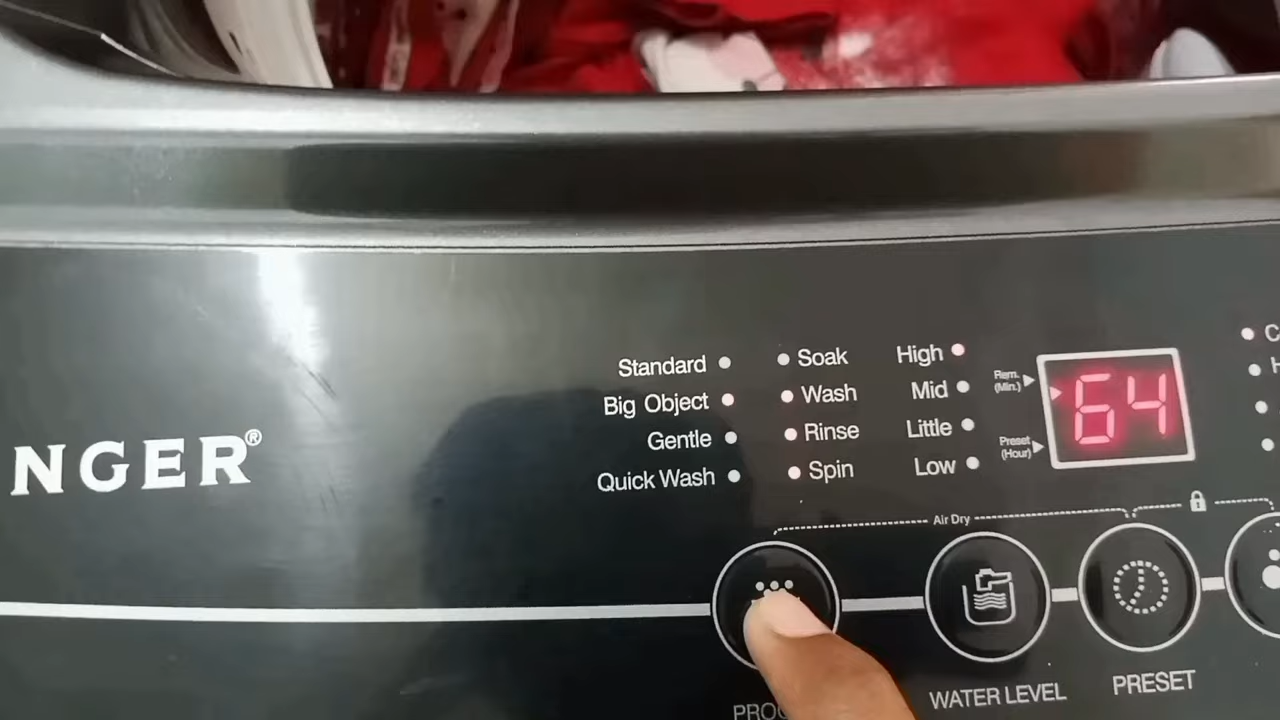 NGER®
Standard
Big Object
Gentle
Quick Wash
Soak
Wash
Rinse
Spin
High
Mid
Little
Low
Rem.
(Min.)
Preset
(Hour)
64
Air Dry
WATER LEVEL
PRESET